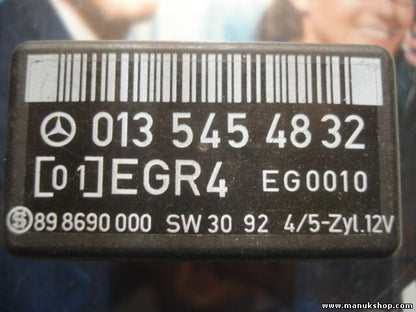 013 545 48 32
[01] EGR4 EG0010
89 8690 000 SW 30 92 4/5-Zyl.12V
www.manukshop.com